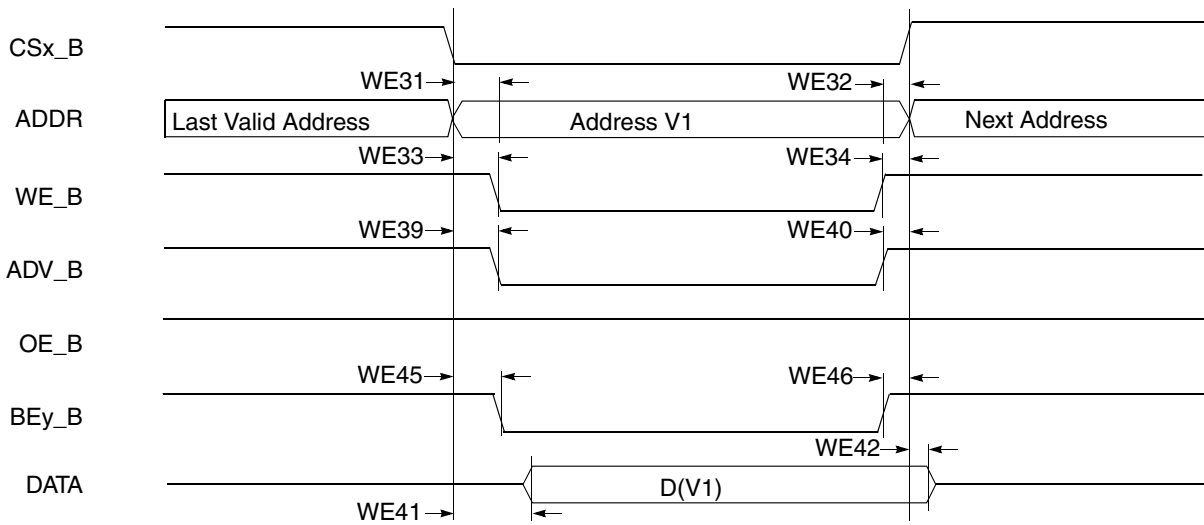 CSx_B
WE31 WE32
ADDR Last Valid Address Address V1 Next Address
WE33 WE34
WE_B
WE39 WE40
ADV_B
OE_B
WE45 WE46
BEy_B
WE42
DATA D(V1)
WE41